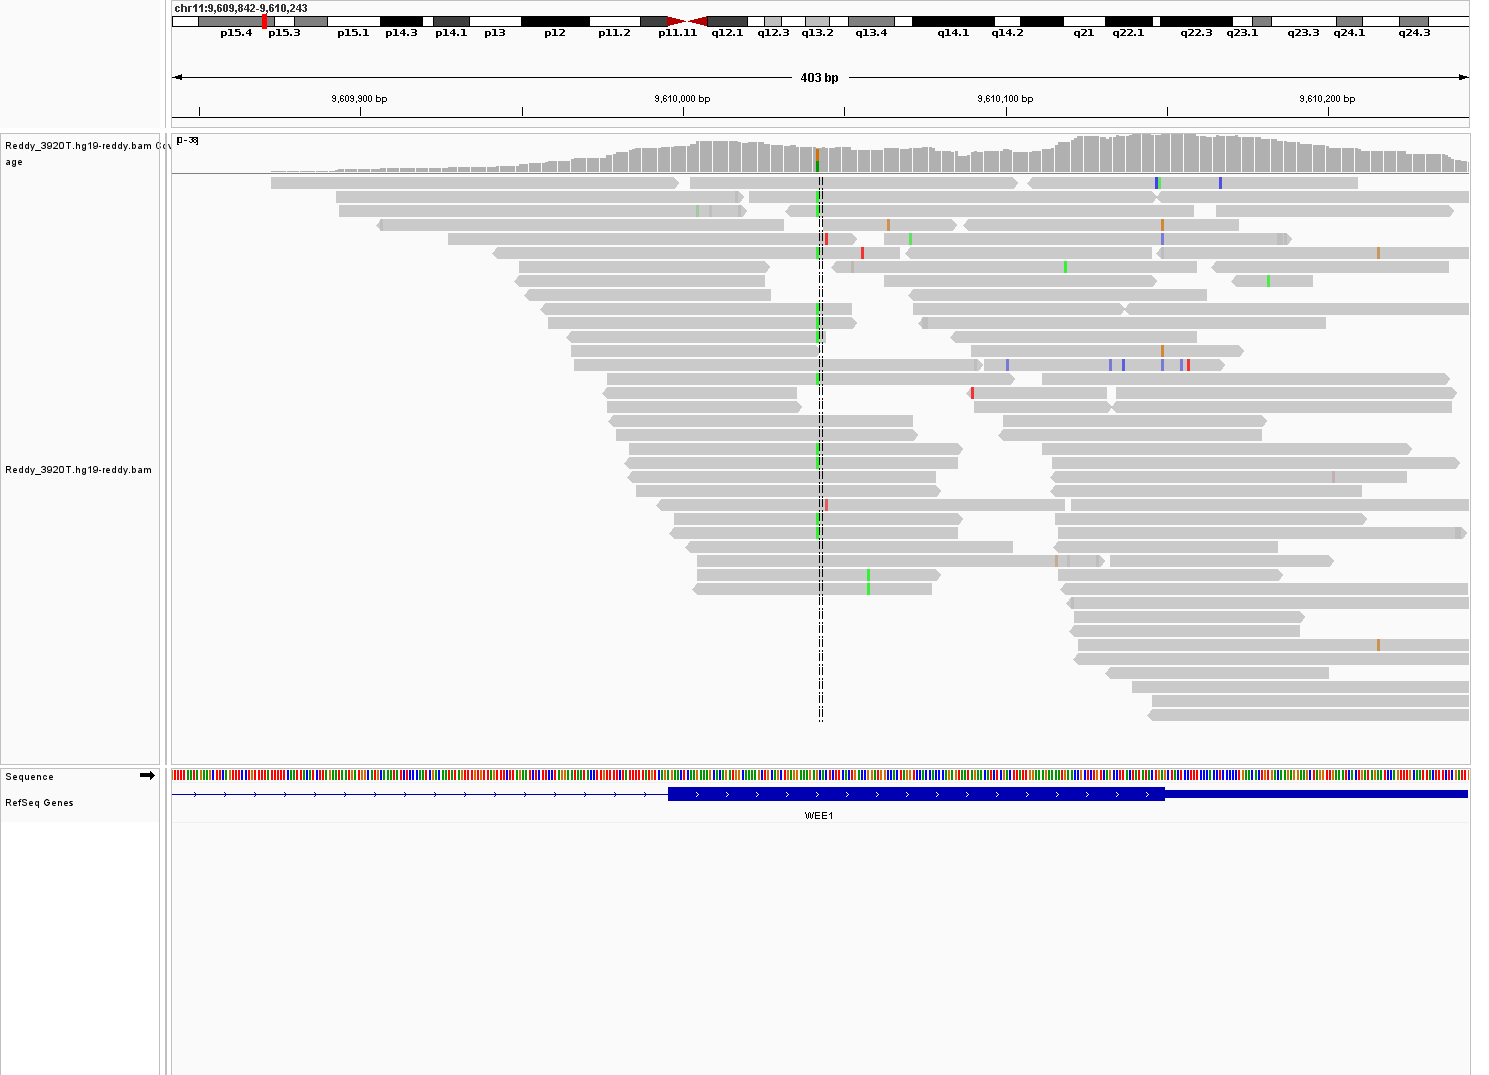 chr11:9,609,842-9,610,243
p15.4 p15.3 p15.1 p14.3 p14.1 p13 p12 p11.2 p11.11 q12.1 q12.3 q13.2 q13.4 q14.1 q14.2 q21 q22.1 q22.3 q23.1 q23.3 q24.1 q24.3
403 bp
9,609,900 bp 9,610,000 bp 9,610,100 bp 9,610,200 bp
[0-38]
Reddy_3920T.hg19-reddy.bam Cov
age
Reddy_3920T.hg19-reddy.bam
Sequence
RefSeq Genes
WEE1